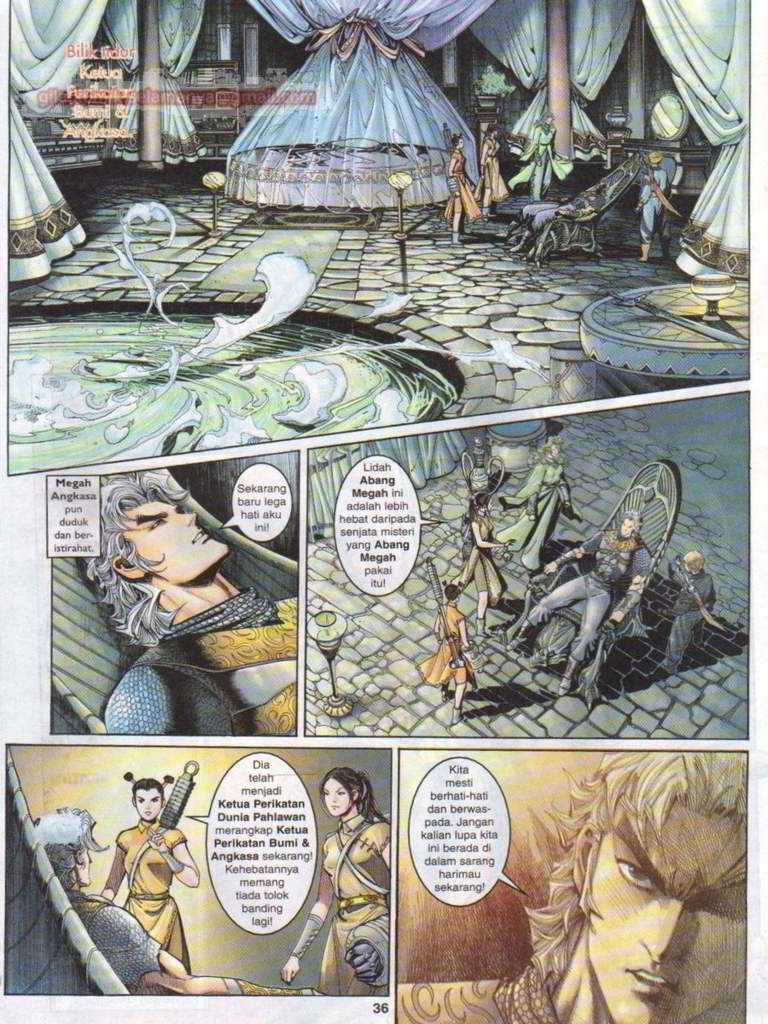 Bilik tidur
Ketua
Perikatan
Bumi &
Angkasa.
Megah
Angkasa
pun
duduk
dan ber-
istirahat.
Sekarang
baru lega
hati aku
ini!
Lidah
Abang
Megah ini
adalah lebih
hebat daripada
senjata misteri
yang Abang
Megah
pakai
itu!
Dia
telah
menjadi
Ketua Perikatan
Dunia Pahlawan
merangkap Ketua
Perikatan Bumi &
Angkasa sekarang!
Kehebatannya
memang
tiada tolok
banding
lagi!
Kita
mesti
berhati-hati
dan berwas-
pada. Jangan
kalian lupa kita
ini berada di
dalam sarang
harimau
sekarang!
36